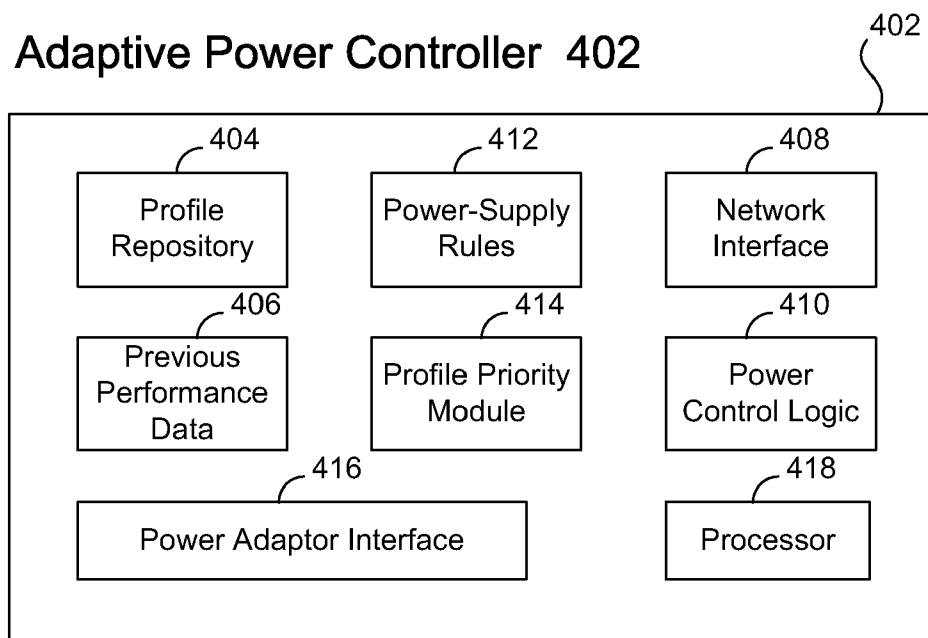 Adaptive Power Controller 402
402
404
Profile
Repository
412
Power-Supply
Rules
408
Network
Interface
406
Previous
Performance
Data
414
Profile Priority
Module
410
Power
Control Logic
416
Power Adaptor Interface
418
Processor